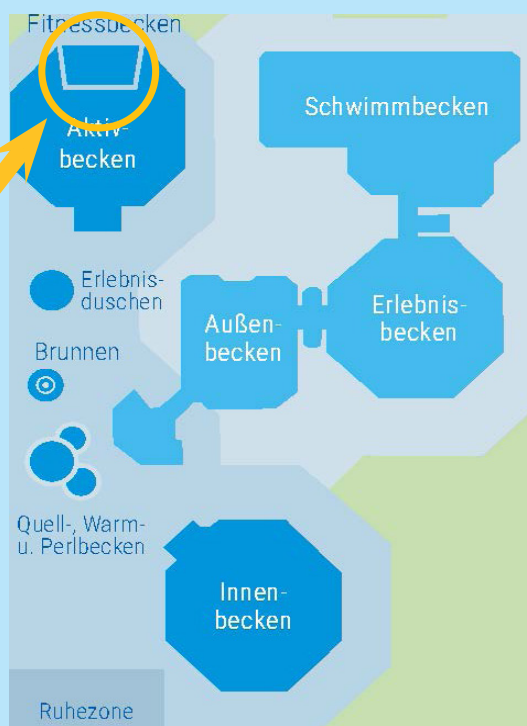 Fitnessbecken
Schwimmbecken
Aktiv-
becken
Erlebnis-
duschen
Außen-
becken
Erlebnis-
becken
Brunnen
Quell-, Warm-
u. Perlbecken
Innen-
becken
Ruhezone